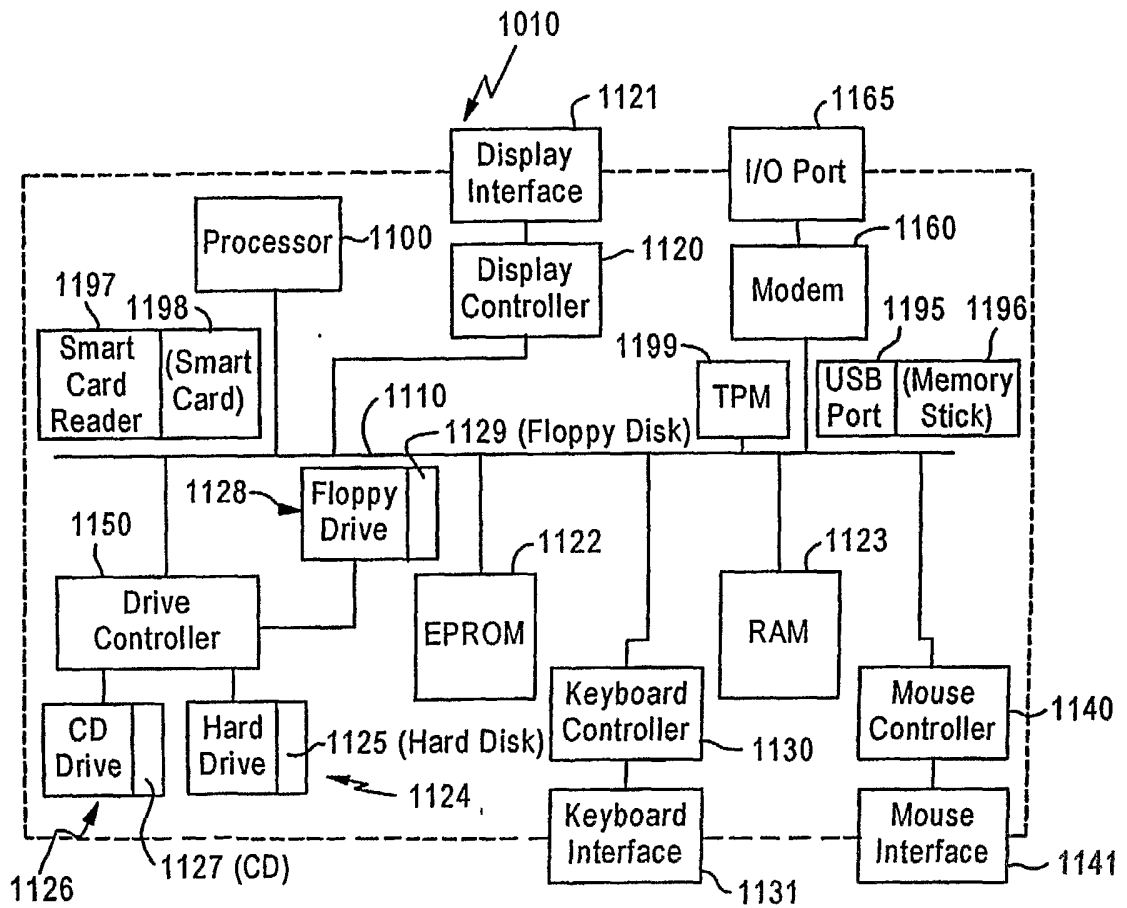 1010
1121
1165
Display
Interface
I/O Port
Processor
1100
1160
1120
Display
Controller
Modem
1197
1198
1195
1196
Smart
Card
Reader
(Smart
Card)
1199
TPM
USB
Port
(Memory
Stick)
1110
1129 (Floppy Disk)
1128
Floppy
Drive
1150
1122
1123
Drive
Controller
EPROM
RAM
CD
Drive
Hard
Drive
1125 (Hard Disk)
Keyboard
Controller
1130
Mouse
Controller
1140
1124
Keyboard
Interface
Mouse
Interface
1127 (CD)
1126
1131
1141